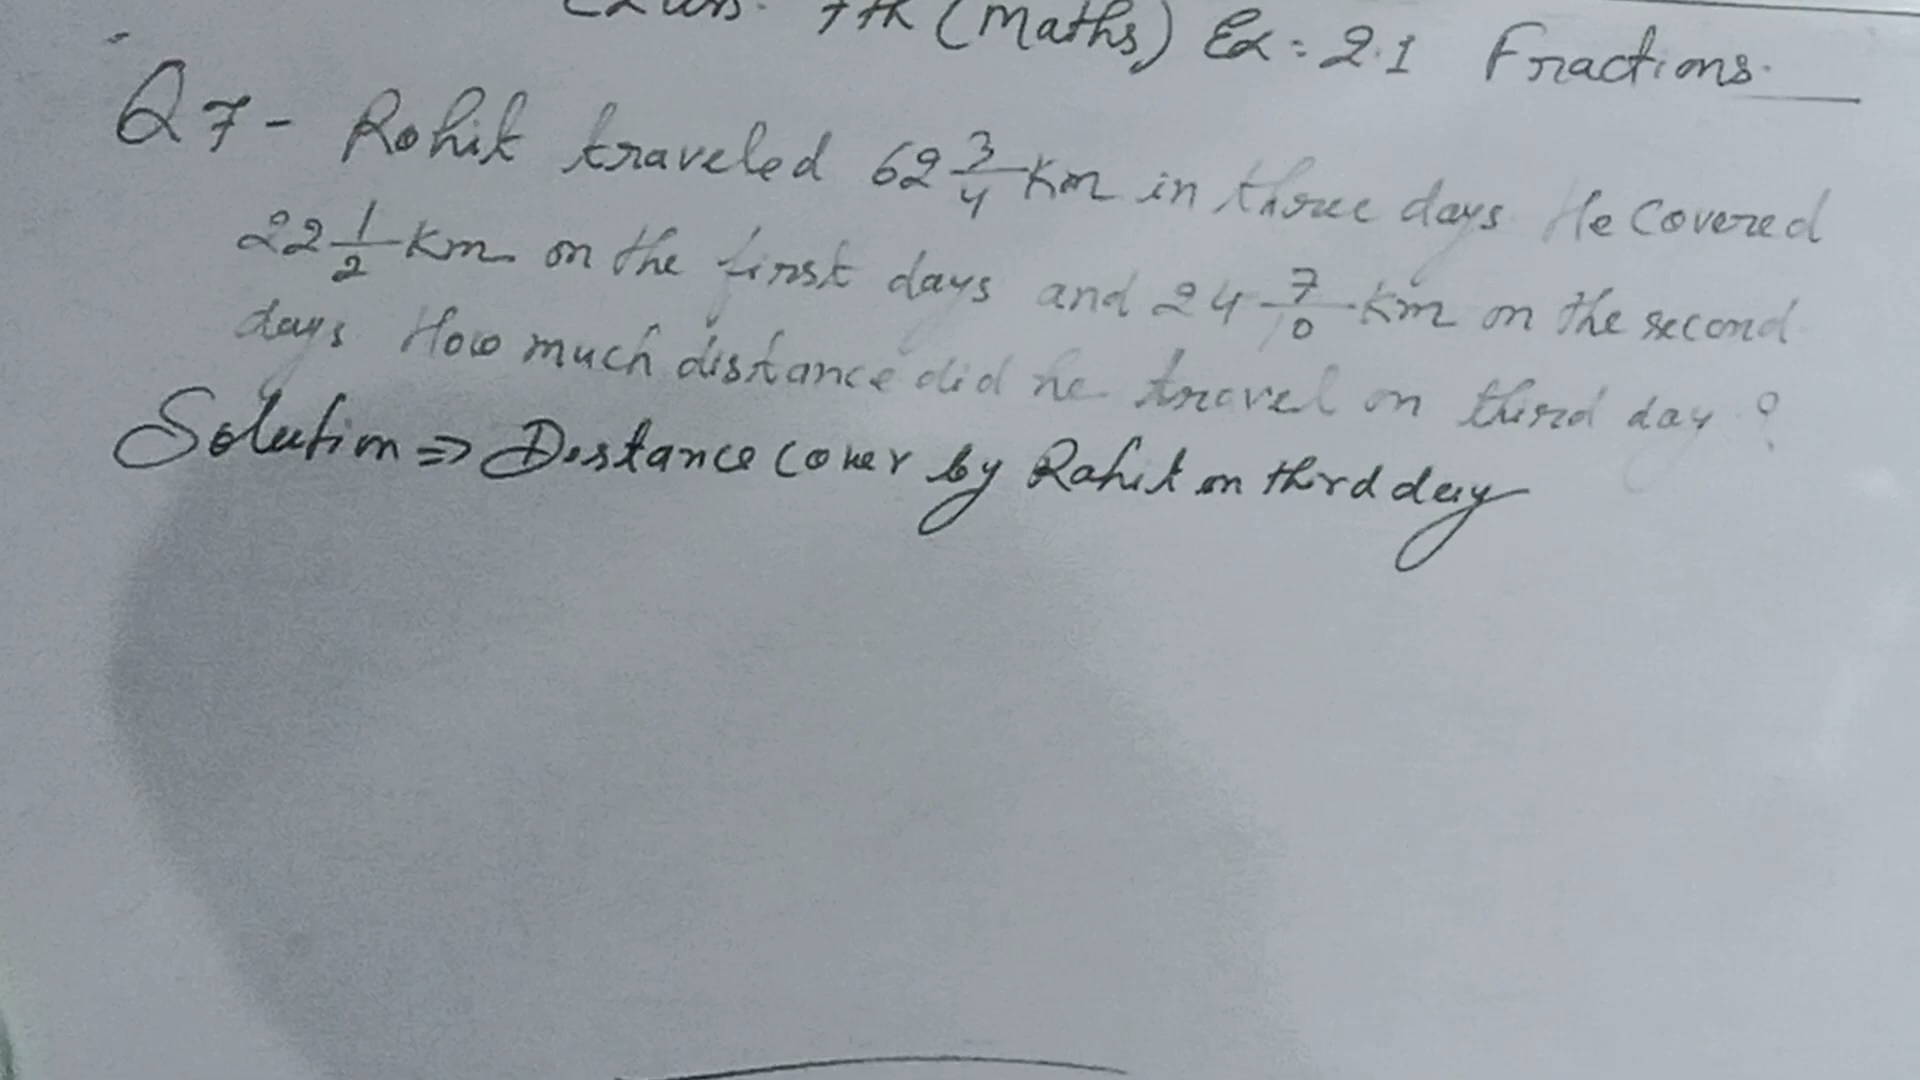 7th (Maths) Ex = 2.1 Fractions.
Q7 - Rohit traveled 62 3/4 Km in three days. He Covered
22 1/2 Km on the first days and 24 7/10 Km on the second
days How much distance did he travel on third day ?
Solution ⇒ Distance cover by Rohit on third day